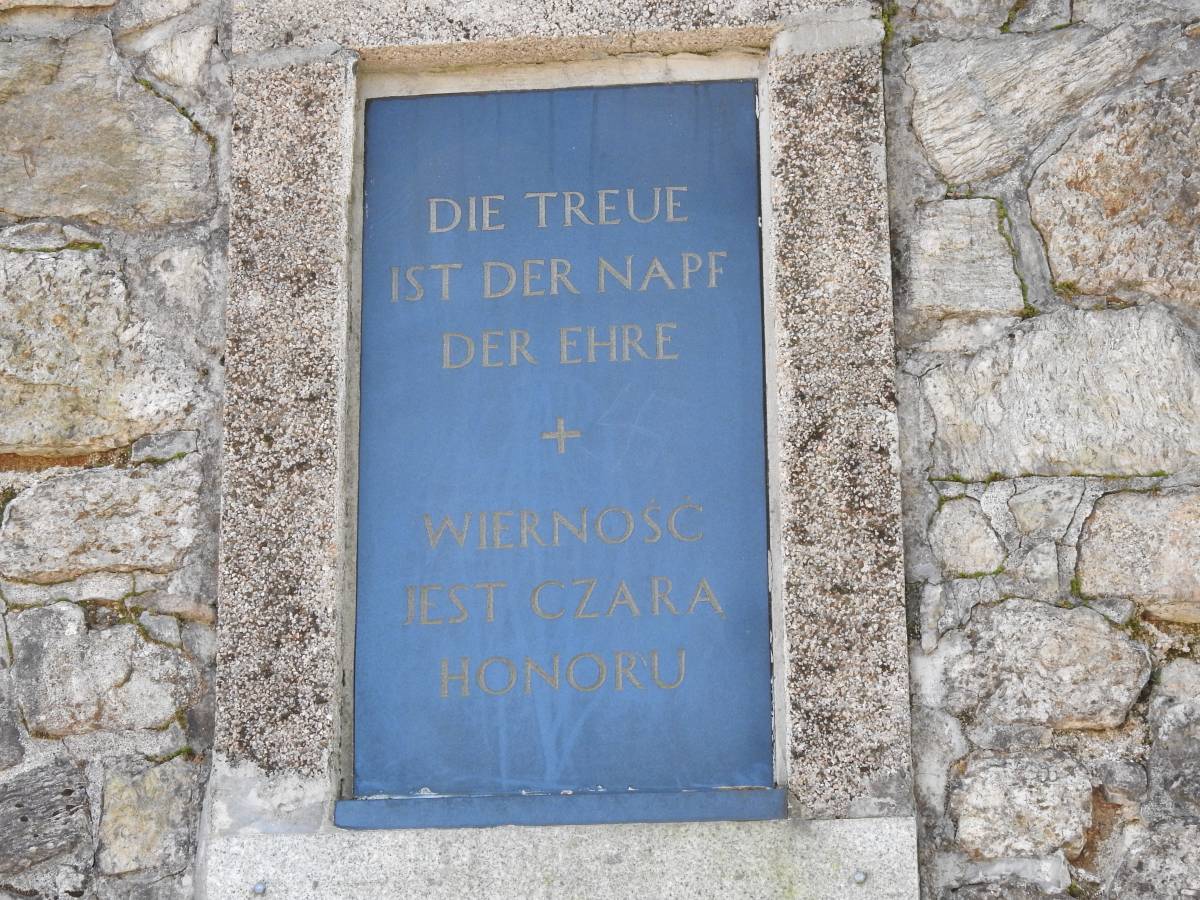 DIE TREUE
IST DER NAPF
DER EHRE
+
WIERNOŚĆ
JEST CZARĄ
HONORU